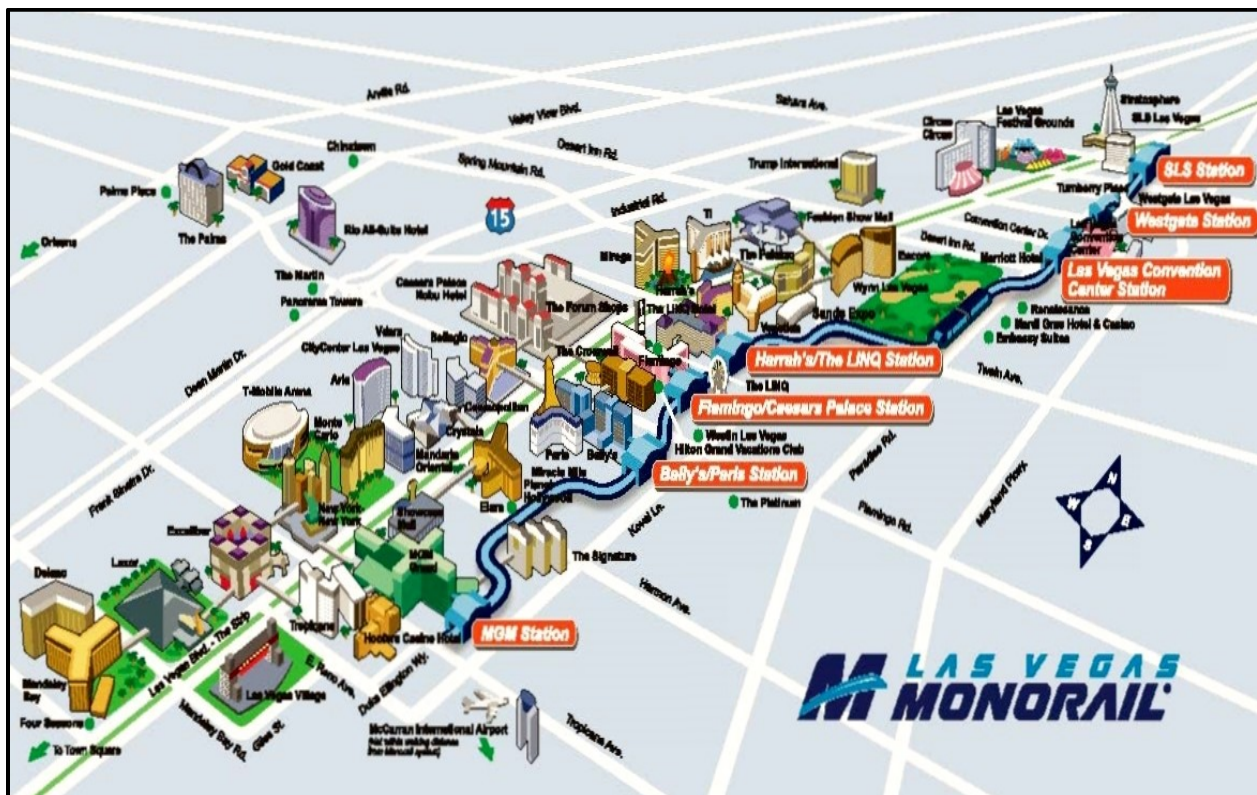 Arville Rd.
Valley View Blvd.
Sahara Ave.
Stratosphere
SLS Las Vegas
Circus
Circus
Las Vegas
Festival Grounds
Chinatown
Desert Inn Rd.
Spring Mountain Rd.
Gold Coast
Trump International
SLS Station
Palms Place
Turnberry Place
Westgate Las Vegas
15
Industrial Rd.
TI
Fashion Show Mall
Westgate Station
The Palms
Rio All-Suite Hotel
Convention Center Dr.
Orleans
Mirage
The Palazzo
Desert Inn Rd.
Encore
Marriott Hotel
Las Vegas Convention
Center Station
The Martin
Caesars Palace
Nobu Hotel
Wynn Las Vegas
Panorama Towers
Harrah's
The Forum Shops
The LINQ Hotel
Sands Expo
Venetian
Renaissance
Mardi Gras Hotel & Casino
Embassy Suites
Vdara
CityCenter Las Vegas
Bellagio
The Cromwell
Flamingo
Harrah's/The LINQ Station
Dean Martin Dr.
Aria
The LINQ
Twain Ave.
T-Mobile Arena
Cosmopolitan
Flamingo/Caesars Palace Station
Monte
Carlo
Crystals
Mandarin
Oriental
Paris
Bally's
Westin Las Vegas
Hilton Grand Vacations Club
Paradise Rd.
Miracle Mile
Planet
Hollywood
Bally's/Paris Station
Frank Sinatra Dr.
Elara
The Platinum
Maryland Pkwy.
N
W
E
S
New York-
New York
Showcase
Mall
Koval Ln.
Flamingo Rd.
Excalibur
MGM
Grand
The Signature
Delano
Luxor
Harmon Ave.
Tropicana
Hooters Casino Hotel
MGM Station
Las Vegas Blvd. - The Strip
E. Reno Ave.
Mandalay
Bay
Las Vegas Village
Duke Ellington Wy.
LAS VEGAS
MONORAIL
Four Seasons
Mandalay Bay Rd.
Giles St.
McCarran International Airport
Tropicana Ave.
To Town Square